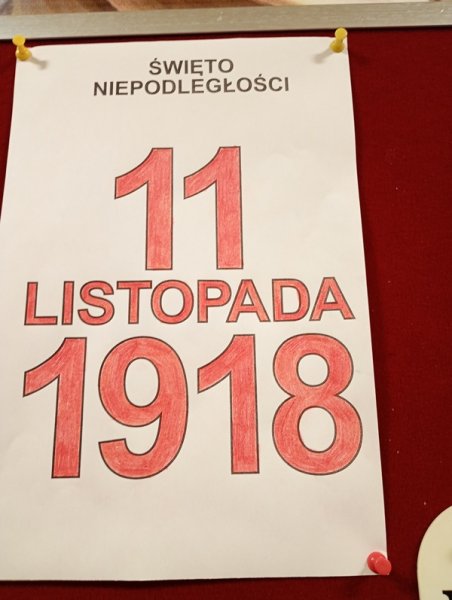 ŚWIĘTO
NIEPODLEGŁOŚCI
11
LISTOPADA
1918